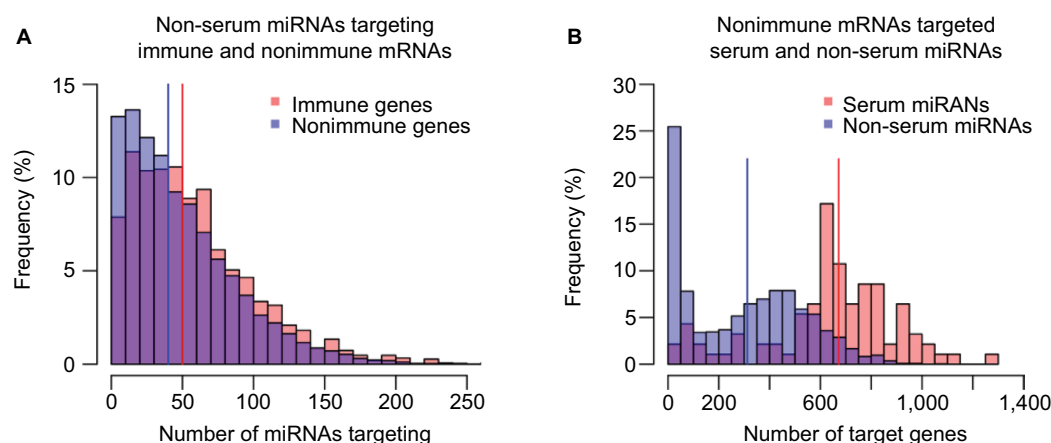 A
Non-serum miRNAs targeting
immune and nonimmune mRNAs
15
10
5
0
Frequency (%)
Immune genes
Nonimmune genes
0 50 100 150 200 250
Number of miRNAs targeting
B
Nonimmune mRNAs targeted
serum and non-serum miRNAs
30
25
20
15
10
5
0
Frequency (%)
Serum miRANs
Non-serum miRNAs
0 200 600 1,000 1,400
Number of target genes